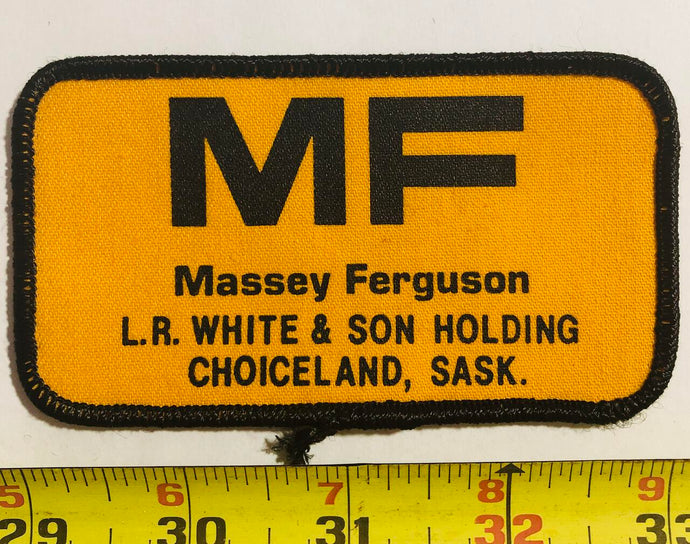 MF
Massey Ferguson
L.R. WHITE & SON HOLDING
CHOICELAND, SASK.
5 6 7 8 9
29 30 31 32 33